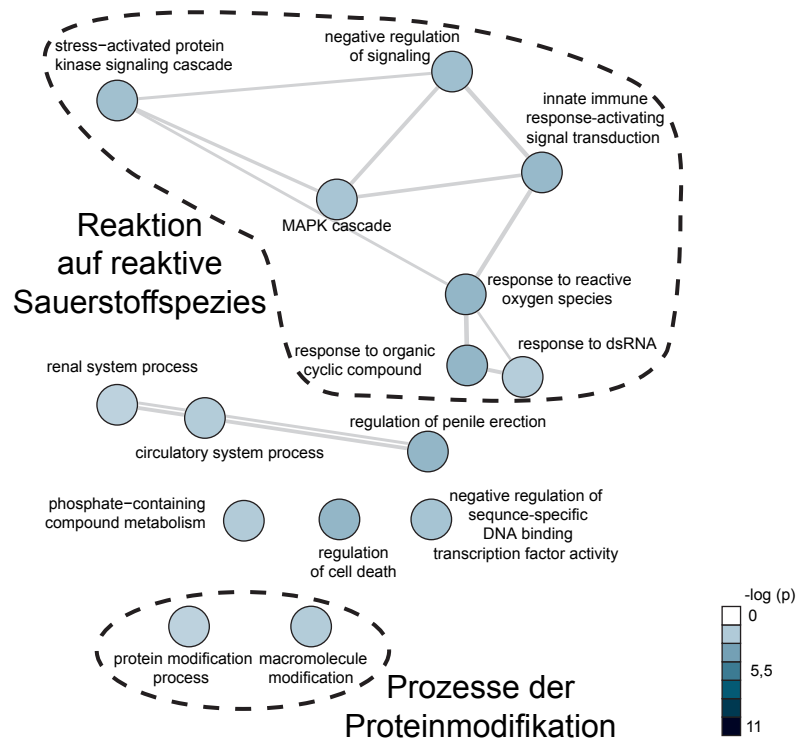 stress−activated protein
kinase signaling cascade
negative regulation
of signaling
innate immune
response-activating
signal transduction
MAPK cascade
Reaktion
auf reaktive
Sauerstoffspezies
response to reactive
oxygen species
response to dsRNA
response to organic
cyclic compound
renal system process
circulatory system process
regulation of penile erection
phosphate−containing
compound metabolism
regulation
of cell death
negative regulation of
sequnce-specific
DNA binding
transcription factor activity
protein modification
process
macromolecule
modification
Prozesse der
Proteinmodifikation
-log (p)
0
5,5
11